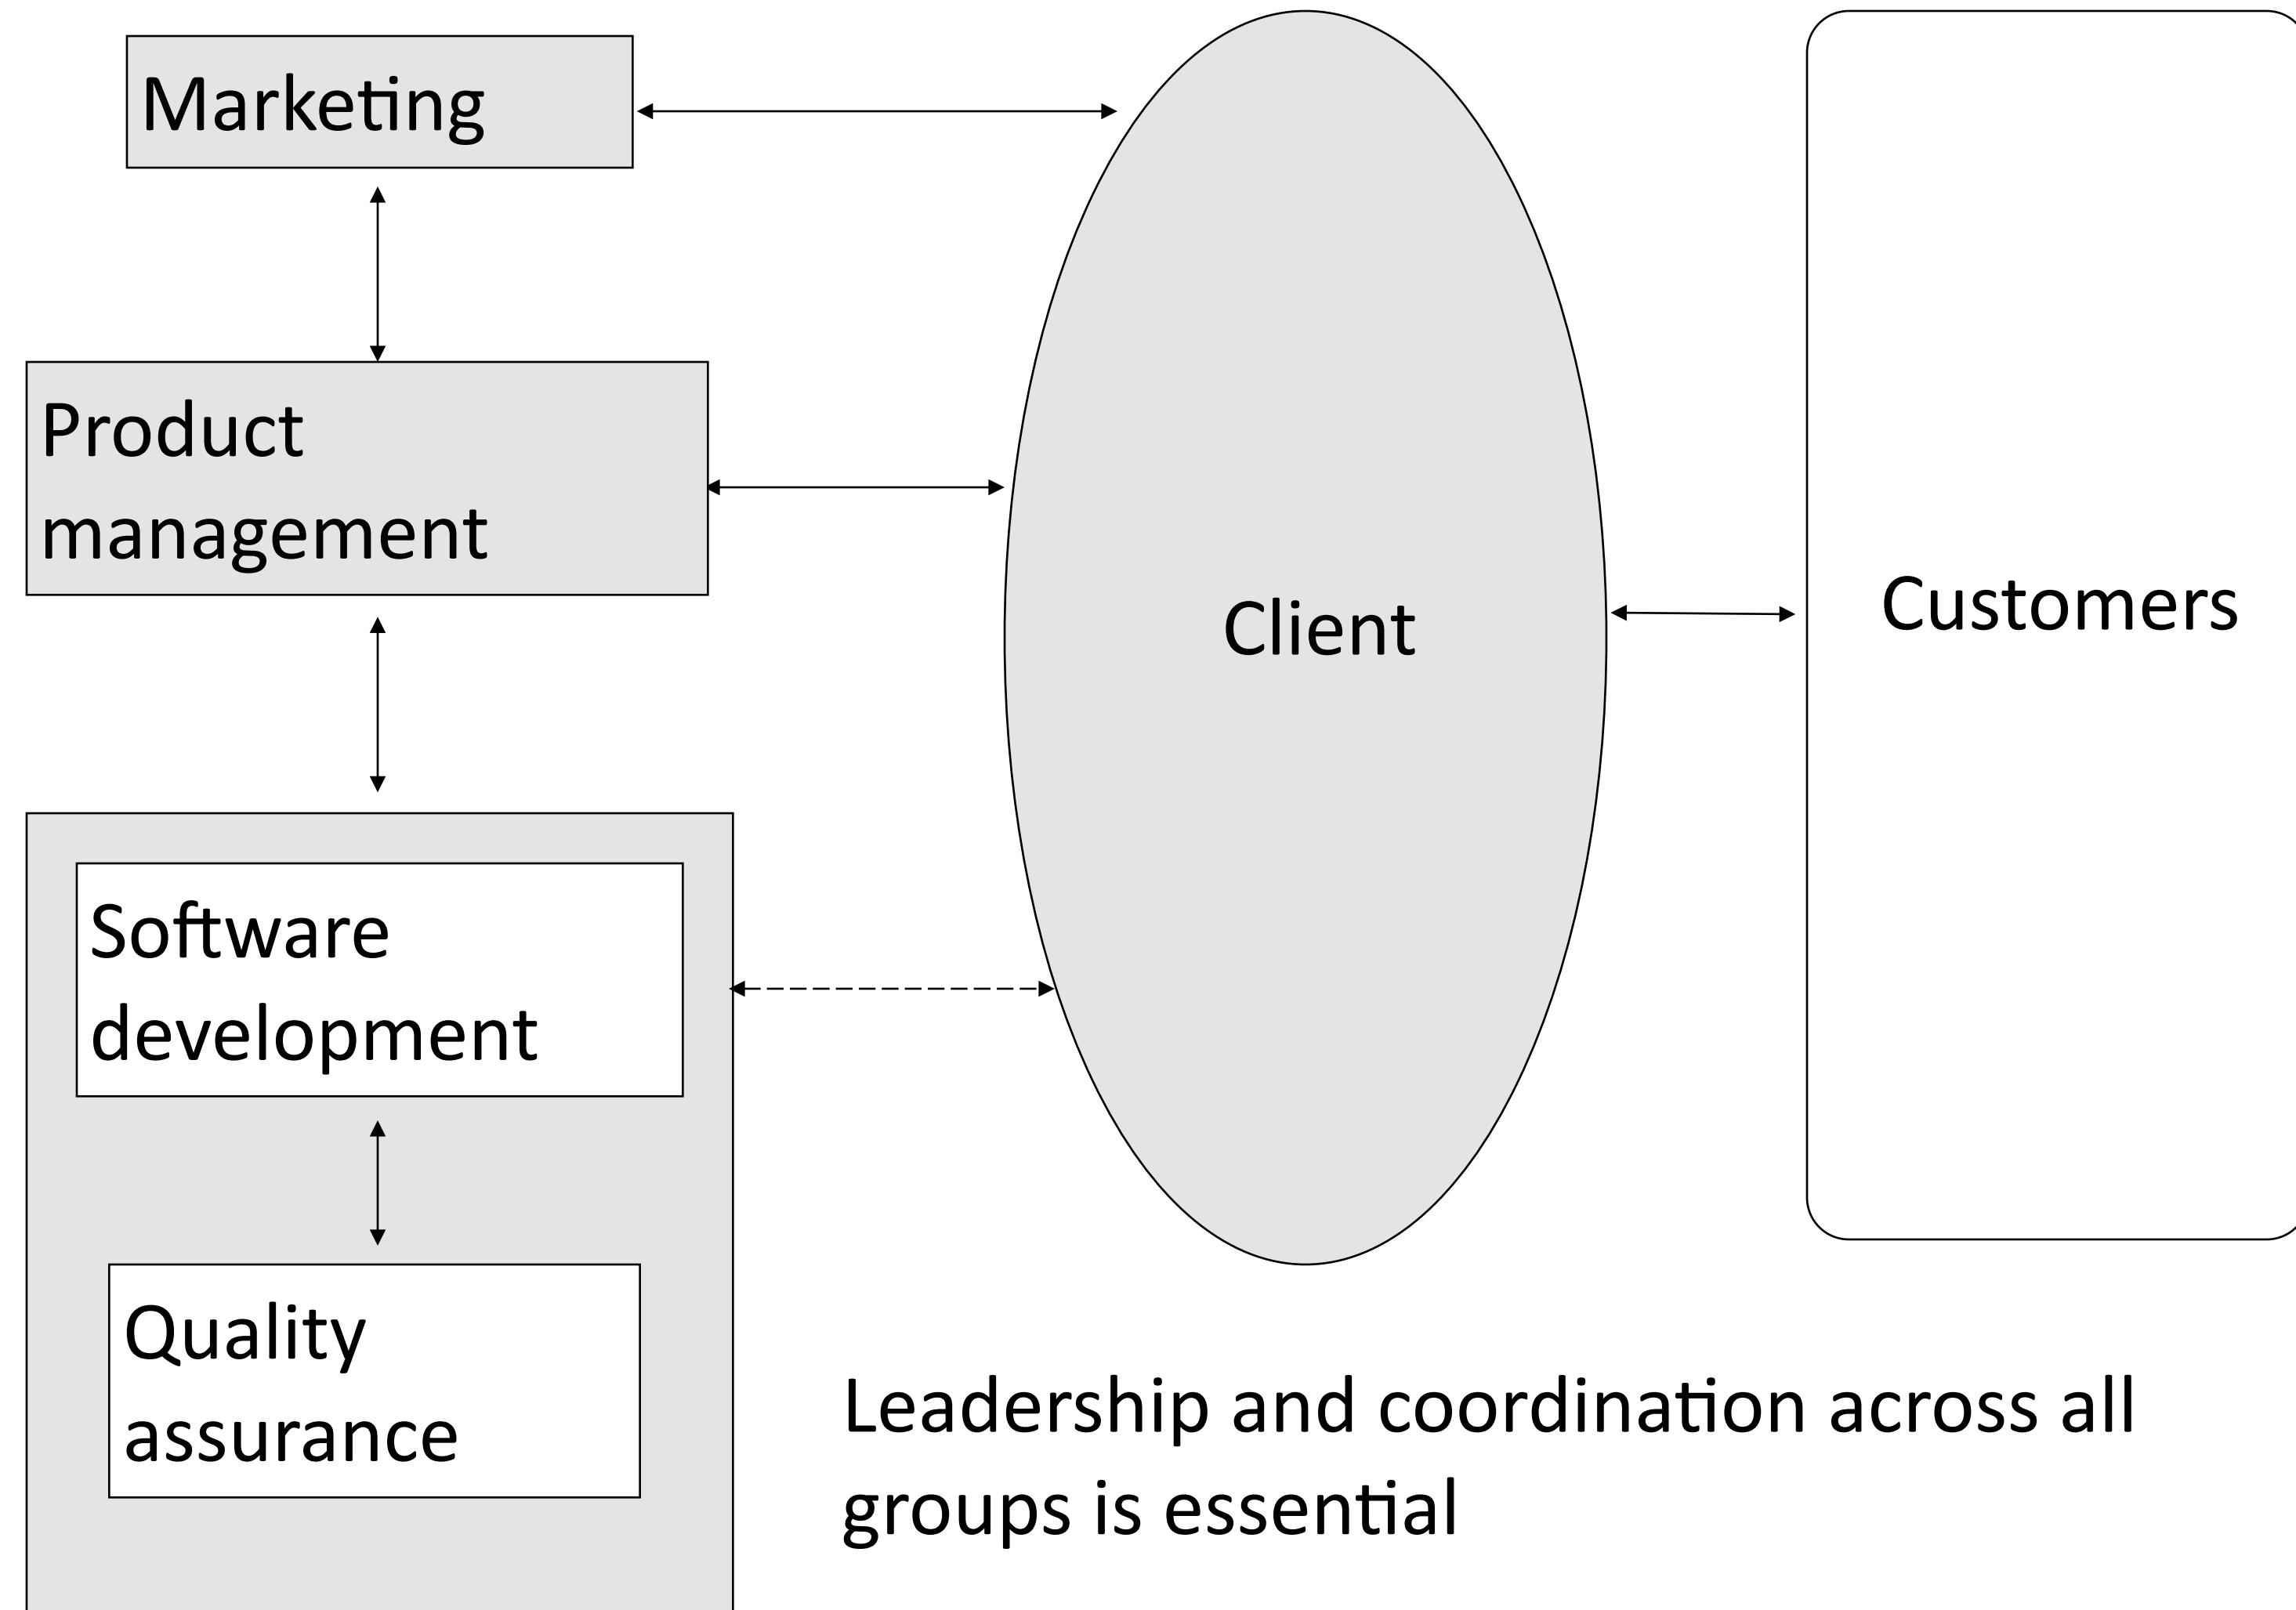 Marketing
Product
management
Client
Customers
Software
development
Quality
assurance
Leadership and coordination across all
groups is essential